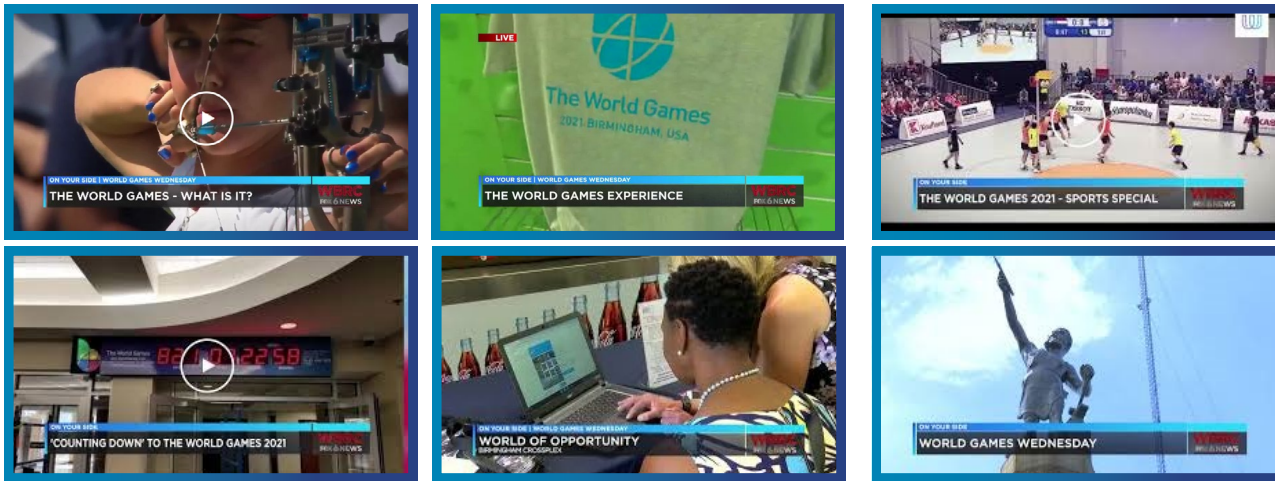 ON YOUR SIDE | WORLD GAMES WEDNESDAY
THE WORLD GAMES - WHAT IS IT?
WBRC
FOX 6 NEWS
LIVE
The World Games
2021 BIRMINGHAM, USA
ON YOUR SIDE | WORLD GAMES WEDNESDAY
THE WORLD GAMES EXPERIENCE
WBRC
FOX 6 NEWS
ON YOUR SIDE
THE WORLD GAMES 2021 - SPORTS SPECIAL
WBRC
FOX 6 NEWS
The World Games
ON YOUR SIDE
'COUNTING DOWN' TO THE WORLD GAMES 2021
WBRC
FOX 6 NEWS
ON YOUR SIDE | WORLD GAMES WEDNESDAY
WORLD OF OPPORTUNITY
BIRMINGHAM CROSSPLEX
WBRC
FOX 6 NEWS
ON YOUR SIDE
WORLD GAMES WEDNESDAY
WBRC
FOX 6 NEWS